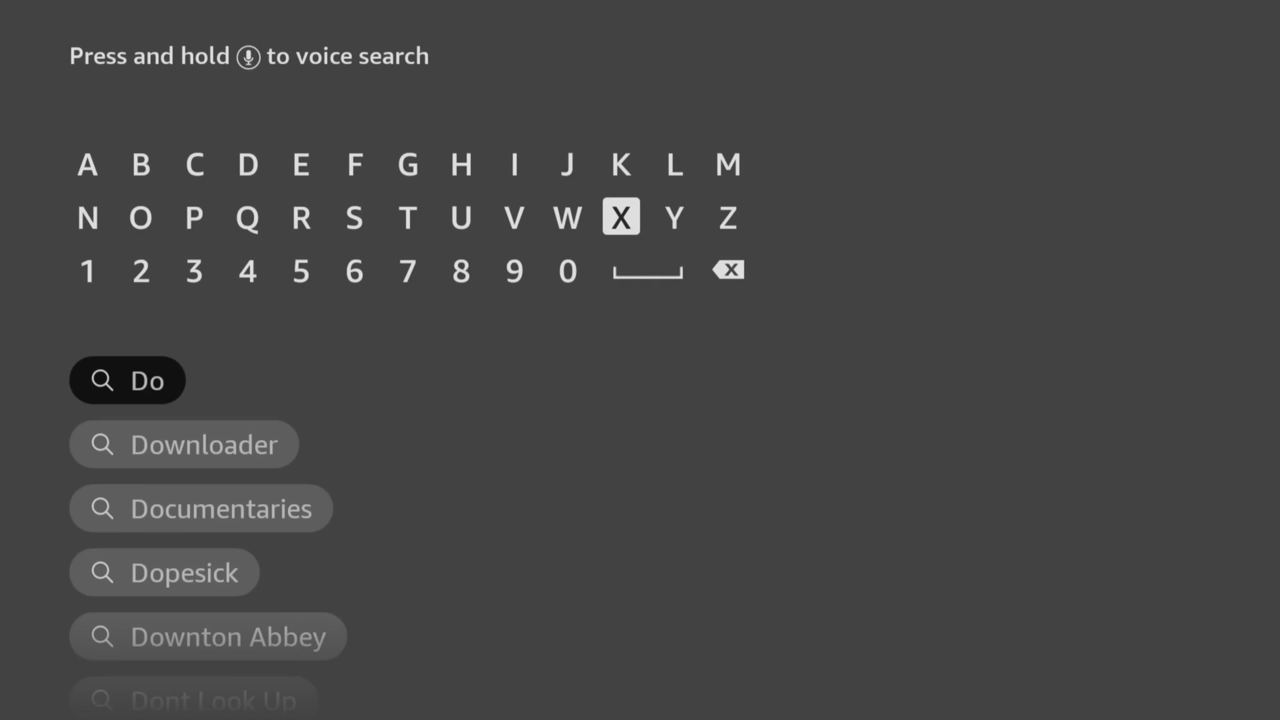 Press and hold to voice search
A B C D E F G H I J K L M
N O P Q R S T U V W X Y Z
1 2 3 4 5 6 7 8 9 0
Do
Downloader
Documentaries
Dopesick
Downton Abbey
Dont Look Up